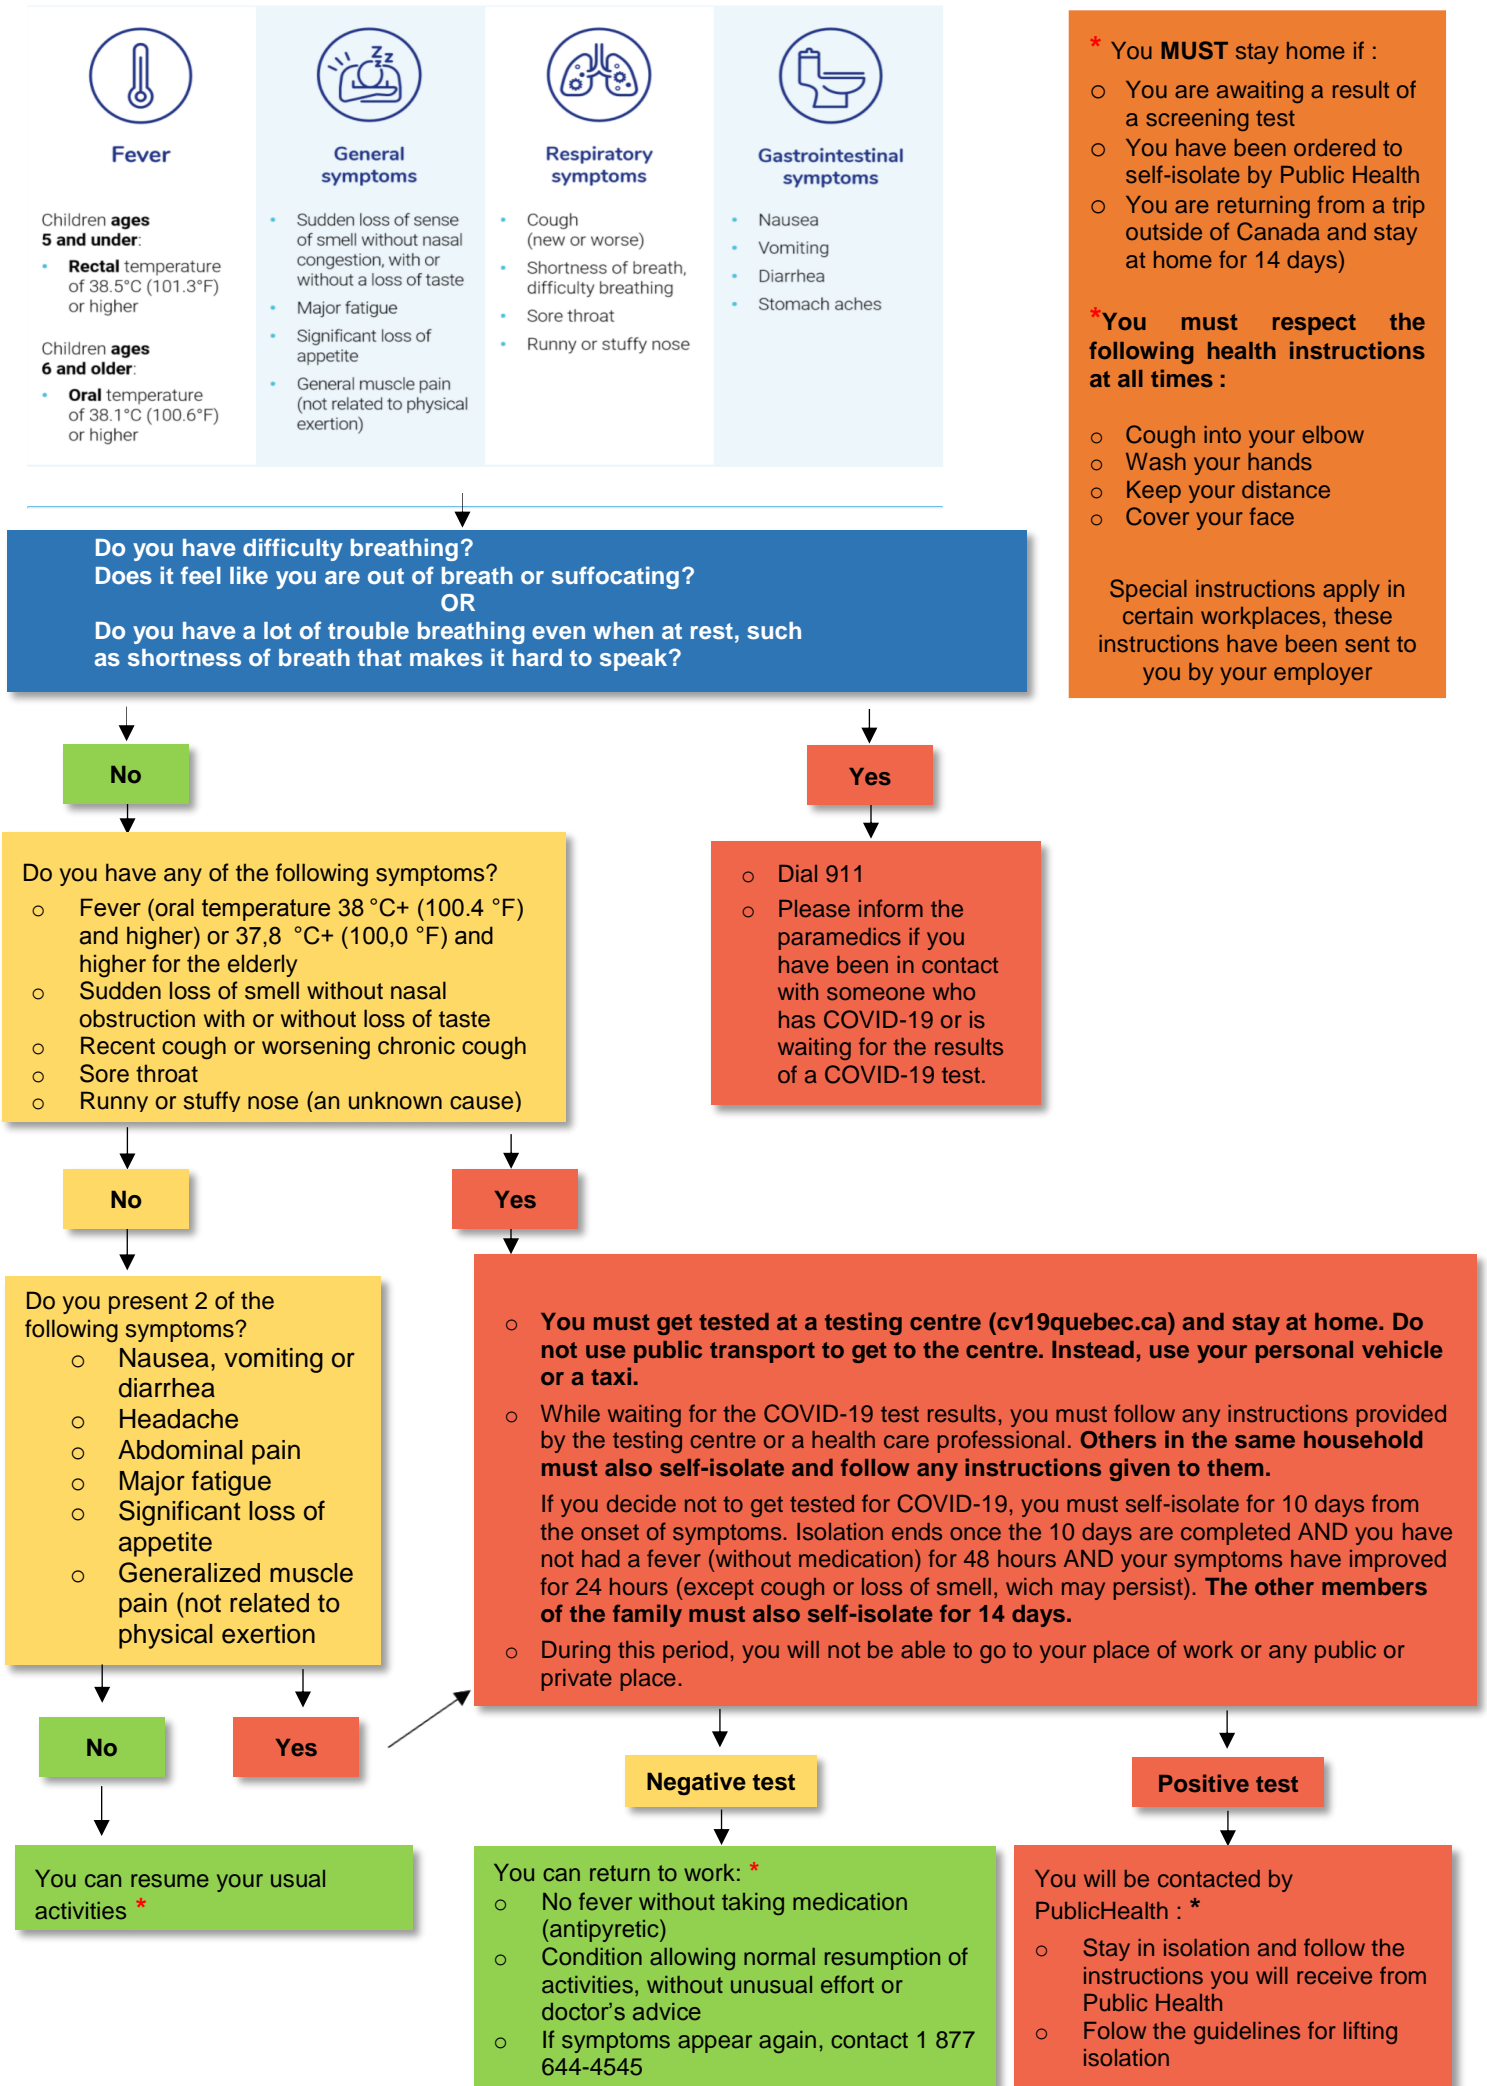 Fever
Children ages
5 and under:
• Rectal temperature
of 38.5°C (101.3°F)
or higher
Children ages
6 and older:
• Oral temperature
of 38.1°C (100.6°F)
or higher
General
symptoms
• Sudden loss of sense
of smell without nasal
congestion, with or
without a loss of taste
• Major fatigue
• Significant loss of
appetite
• General muscle pain
(not related to physical
exertion)
Respiratory
symptoms
• Cough
(new or worse)
• Shortness of breath,
difficulty breathing
• Sore throat
• Runny or stuffy nose
Gastrointestinal
symptoms
• Nausea
• Vomiting
• Diarrhea
• Stomach aches
* You MUST stay home if :
o You are awaiting a result of
a screening test
o You have been ordered to
self-isolate by Public Health
o You are returning from a trip
outside of Canada and stay
at home for 14 days)
*You must respect the
following health instructions
at all times :
o Cough into your elbow
o Wash your hands
o Keep your distance
o Cover your face
Special instructions apply in
certain workplaces, these
instructions have been sent to
you by your employer
Do you have difficulty breathing?
Does it feel like you are out of breath or suffocating?
OR
Do you have a lot of trouble breathing even when at rest, such
as shortness of breath that makes it hard to speak?
No
Yes
Do you have any of the following symptoms?
o Fever (oral temperature 38 °C+ (100.4 °F)
and higher) or 37,8 °C+ (100,0 °F) and
higher for the elderly
o Sudden loss of smell without nasal
obstruction with or without loss of taste
o Recent cough or worsening chronic cough
o Sore throat
o Runny or stuffy nose (an unknown cause)
o Dial 911
o Please inform the
paramedics if you
have been in contact
with someone who
has COVID-19 or is
waiting for the results
of a COVID-19 test.
No
Yes
Do you present 2 of the
following symptoms?
o Nausea, vomiting or
diarrhea
o Headache
o Abdominal pain
o Major fatigue
o Significant loss of
appetite
o Generalized muscle
pain (not related to
physical exertion
o You must get tested at a testing centre (cv19quebec.ca) and stay at home. Do
not use public transport to get to the centre. Instead, use your personal vehicle
or a taxi.
o While waiting for the COVID-19 test results, you must follow any instructions provided
by the testing centre or a health care professional. Others in the same household
must also self-isolate and follow any instructions given to them.
If you decide not to get tested for COVID-19, you must self-isolate for 10 days from
the onset of symptoms. Isolation ends once the 10 days are completed AND you have
not had a fever (without medication) for 48 hours AND your symptoms have improved
for 24 hours (except cough or loss of smell, wich may persist). The other members
of the family must also self-isolate for 14 days.
o During this period, you will not be able to go to your place of work or any public or
private place.
No
Yes
Negative test
Positive test
You can resume your usual
activities *
You can return to work: *
o No fever without taking medication
(antipyretic)
o Condition allowing normal resumption of
activities, without unusual effort or
doctor's advice
o If symptoms appear again, contact 1 877
644-4545
You will be contacted by
PublicHealth : *
o Stay in isolation and follow the
instructions you will receive from
Public Health
o Folow the guidelines for lifting
isolation